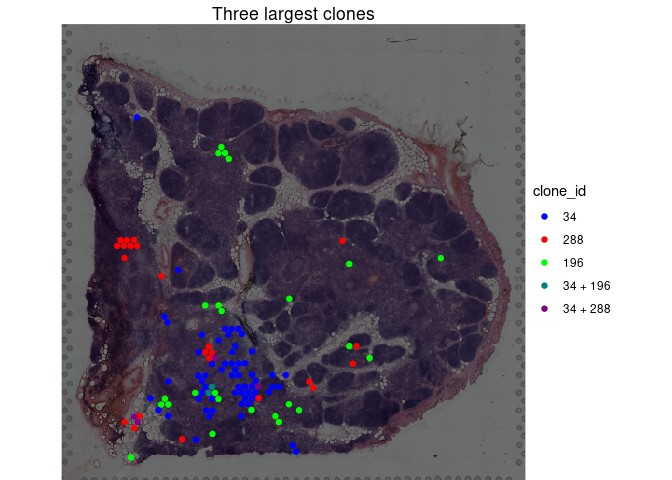 Three largest clones
clone_id
34
288
196
34 + 196
34 + 288